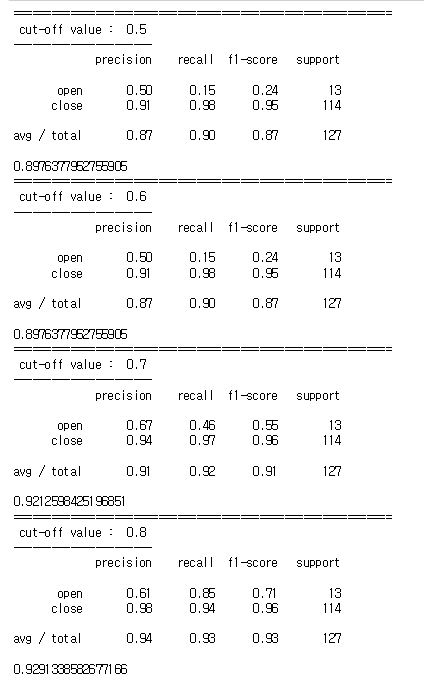 ==================================================
cut-off value :  0.5
--------------------
precision    recall  f1-score   support
open       0.50      0.15      0.24        13
close       0.91      0.98      0.95       114
avg / total       0.87      0.90      0.87       127
0.8976377952755905
==================================================
cut-off value :  0.6
--------------------
precision    recall  f1-score   support
open       0.50      0.15      0.24        13
close       0.91      0.98      0.95       114
avg / total       0.87      0.90      0.87       127
0.8976377952755905
==================================================
cut-off value :  0.7
--------------------
precision    recall  f1-score   support
open       0.67      0.46      0.55        13
close       0.94      0.97      0.96       114
avg / total       0.91      0.92      0.91       127
0.9212598425196851
==================================================
cut-off value :  0.8
--------------------
precision    recall  f1-score   support
open       0.61      0.85      0.71        13
close       0.98      0.94      0.96       114
avg / total       0.94      0.93      0.93       127
0.9291338582677166